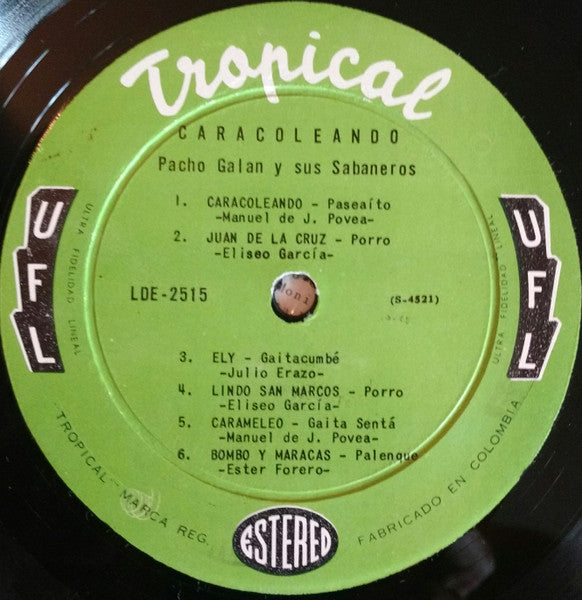 Tropical
CARACOLEANDO
Pacho Galan y sus Sabaneros
1. CARACOLEANDO - Paseaíto
-Manuel de J. Povea-
2. JUAN DE LA CRUZ - Porro
-Eliseo García-
UFL
ULTRA FIDELIDAD LINEAL
LDE-2515
(S-4521)
UFL
ULTRA FIDELIDAD LINEAL
3. ELY - Gaitacumbé
-Julio Erazo-
4. LINDO SAN MARCOS - Porro
-Eliseo García-
5. CARAMELEO - Gaita Sentá
-Manuel de J. Povea-
6. BOMBO Y MARACAS - Palenque
-Ester Forero-
TROPICAL - MARCA REG.
ESTEREO
FABRICADO EN COLOMBIA